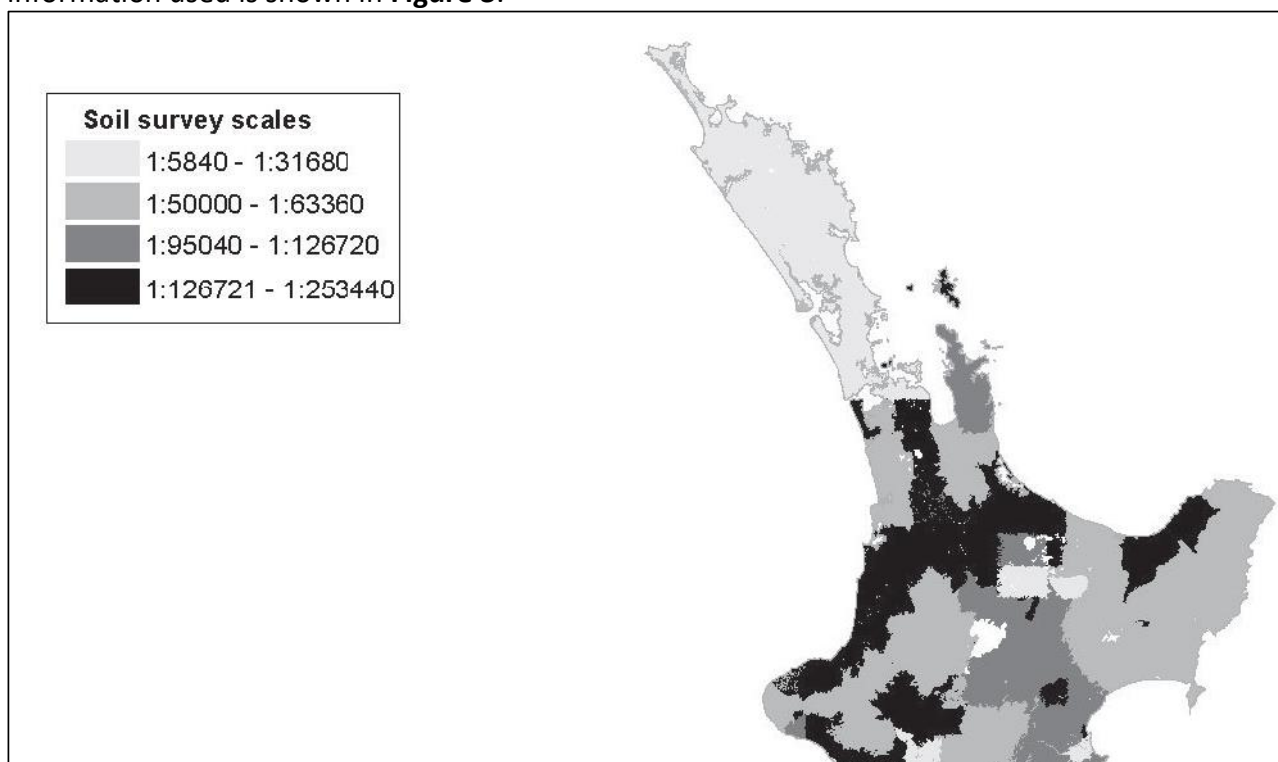 information used is shown in Figure
Soil survey scales
1:5840 - 1:31680
1:50000 - 1:63360
1:95040 - 1:126720
1:126721 - 1:253440